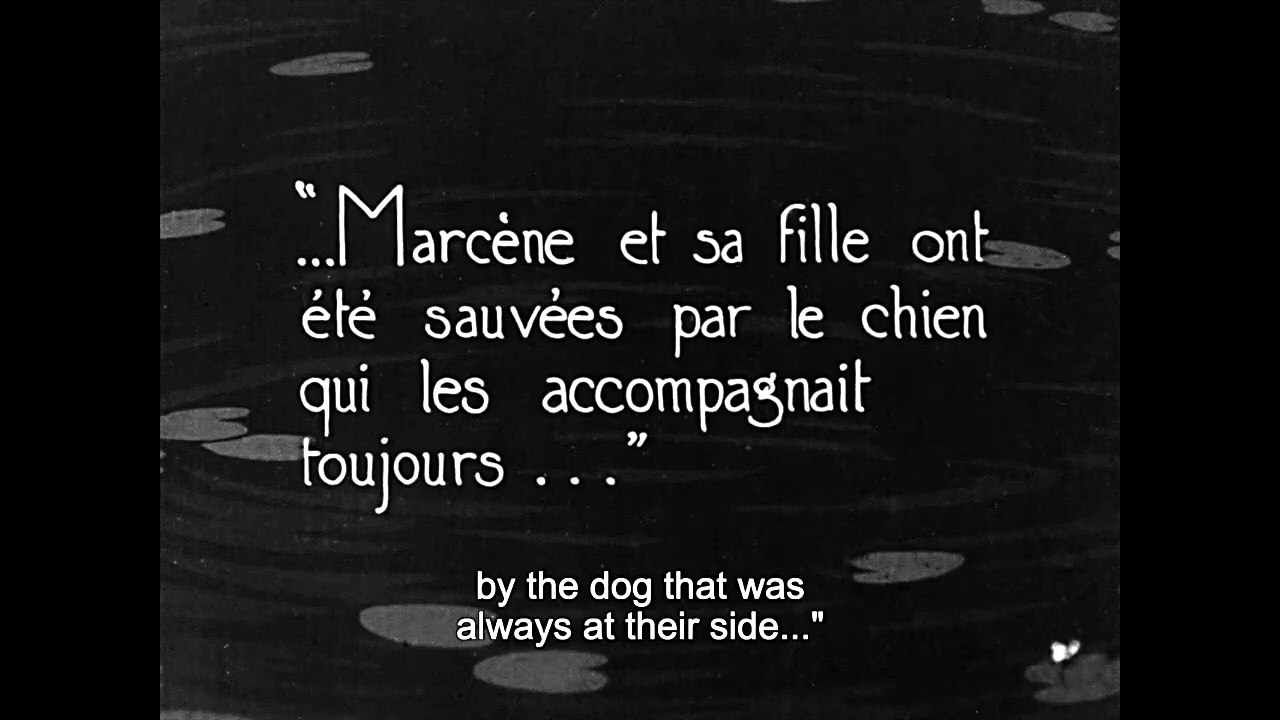 “...Marcène et sa fille ont
été sauvées par le chien
qui les accompagnait
toujours . . .”
by the dog that was
always at their side..."